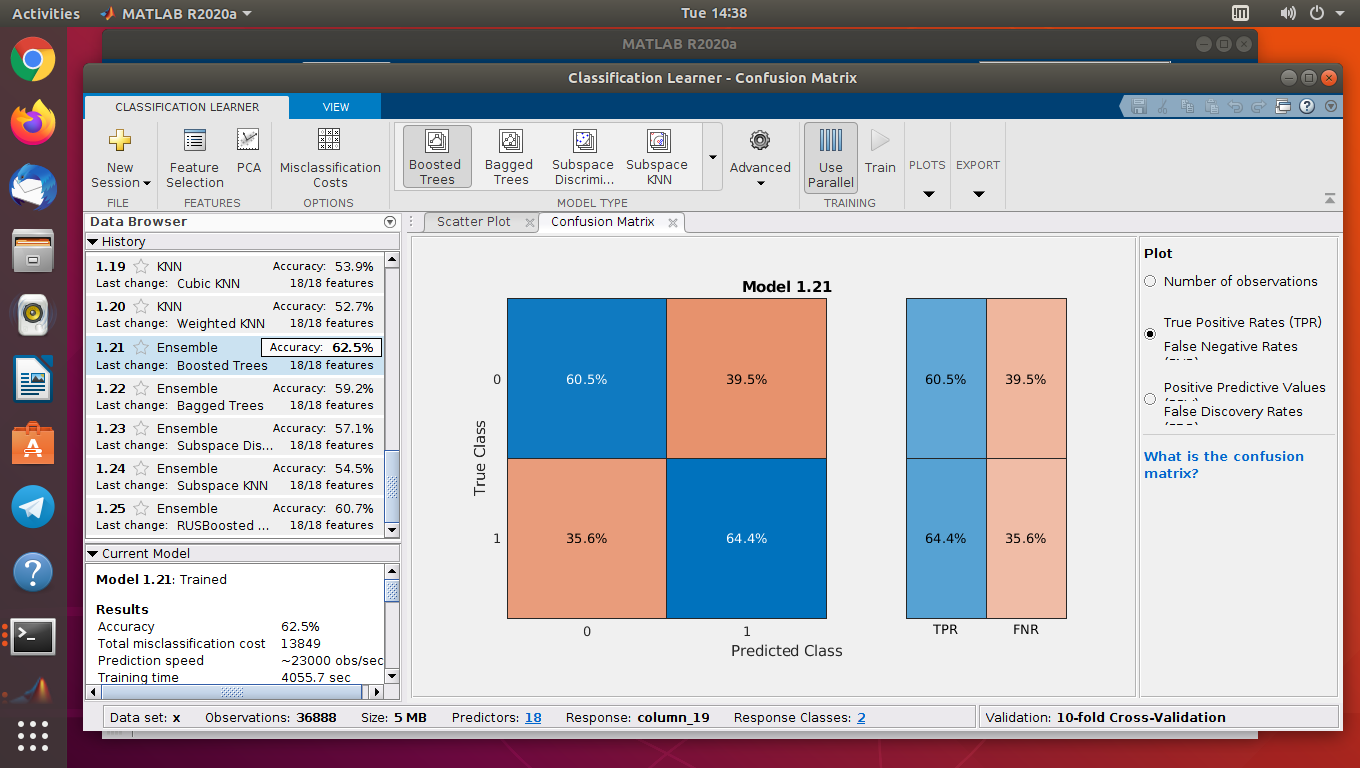 Activities MATLAB R2020a Tue 14:38
MATLAB R2020a
Classification Learner - Confusion Matrix
CLASSIFICATION LEARNER VIEW
New Session
FILE
Feature Selection
PCA
FEATURES
Misclassification Costs
OPTIONS
Boosted Trees
Bagged Trees
Subspace Discrimi...
Subspace KNN
MODEL TYPE
Advanced
Use Parallel
Train
TRAINING
PLOTS
EXPORT
Data Browser
History
1.19 KNN Accuracy: 53.9%
Last change: Cubic KNN 18/18 features
1.20 KNN Accuracy: 52.7%
Last change: Weighted KNN 18/18 features
1.21 Ensemble Accuracy: 62.5%
Last change: Boosted Trees 18/18 features
1.22 Ensemble Accuracy: 59.2%
Last change: Bagged Trees 18/18 features
1.23 Ensemble Accuracy: 57.1%
Last change: Subspace Dis... 18/18 features
1.24 Ensemble Accuracy: 54.5%
Last change: Subspace KNN 18/18 features
1.25 Ensemble Accuracy: 60.7%
Last change: RUSBoosted ... 18/18 features
Current Model
Model 1.21: Trained
Results
Accuracy 62.5%
Total misclassification cost 13849
Prediction speed ~23000 obs/sec
Training time 4055.7 sec
Scatter Plot
Confusion Matrix
Model 1.21
True Class
0 60.5% 39.5% 60.5% 39.5%
1 35.6% 64.4% 64.4% 35.6%
0 1 TPR FNR
Predicted Class
Plot
Number of observations
True Positive Rates (TPR)
False Negative Rates
Positive Predictive Values
False Discovery Rates
What is the confusion
matrix?
Data set: x Observations: 36888 Size: 5 MB Predictors: 18 Response: column_19 Response Classes: 2 Validation: 10-fold Cross-Validation